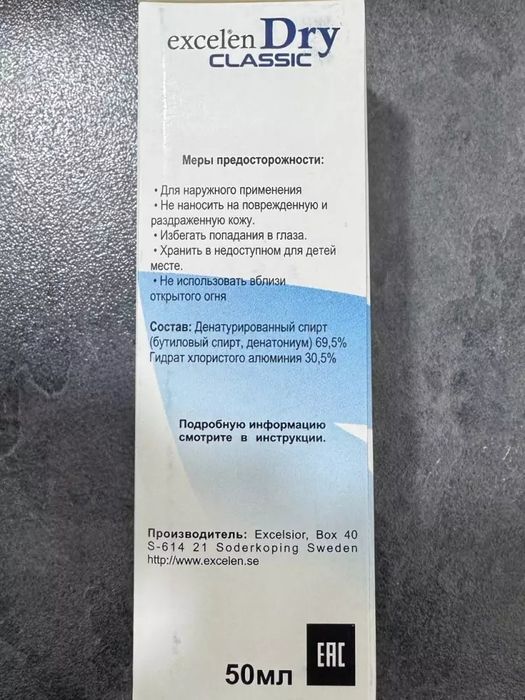 excelen Dry
CLASSIC
Меры предосторожности:
• Для наружного применения
• Не наносить на поврежденную и
раздраженную кожу.
• Избегать попадания в глаза.
• Хранить в недоступном для детей
месте.
• Не использовать вблизи
открытого огня
Состав: Денатурированный спирт
(бутиловый спирт, денатониум) 69,5%
Гидрат хлористого алюминия 30,5%
Подробную информацию
смотрите в инструкции.
Производитель: Excelsior, Box 40
S-614 21 Soderkoping Sweden
http://www.excelen.se
50мл
EAC